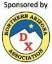 Sponsored by
NORTHERN ARIZONA
DX
ASSOCIATION